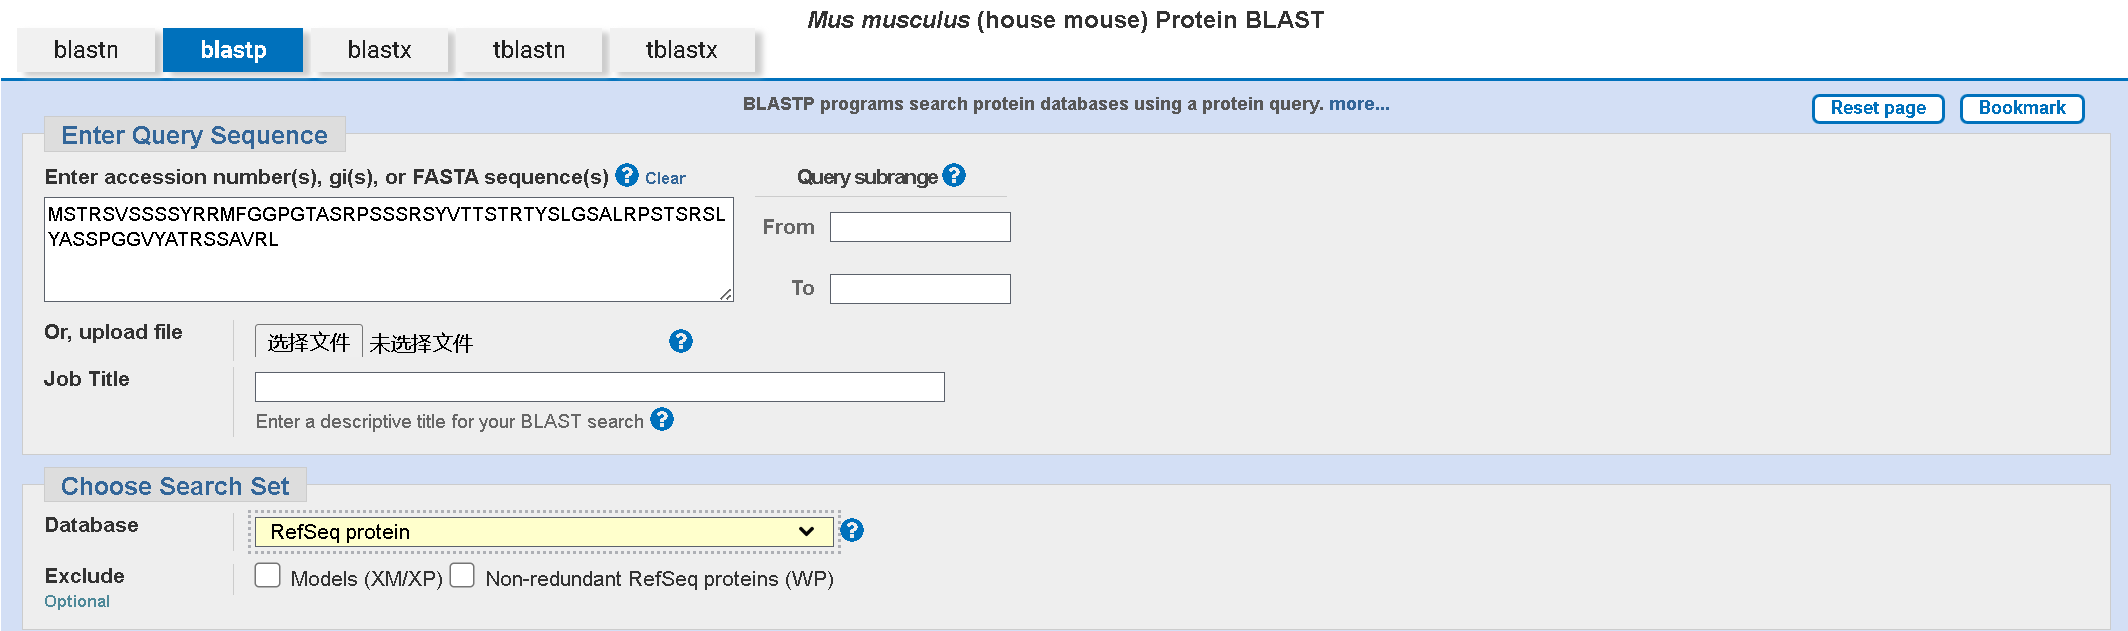 Mus musculus (house mouse) Protein BLAST
blastn
blastp
blastx
tblastn
tblastx
BLASTP programs search protein databases using a protein query. more...
Reset page
Bookmark
Enter Query Sequence
Enter accession number(s), gi(s), or FASTA sequence(s) ? Clear
Query subrange ?
MSTRSVSSSSYRRMFGGPGTASRPSSSRSYVTTSTRTYSLGSALRPSTSRSL
YASSPGGVYATRSSAVRL
From
To
Or, upload file
选择文件 未选择文件 ?
Job Title
Enter a descriptive title for your BLAST search ?
Choose Search Set
Database
RefSeq protein ?
Exclude
Models (XM/XP) Non-redundant RefSeq proteins (WP)
Optional